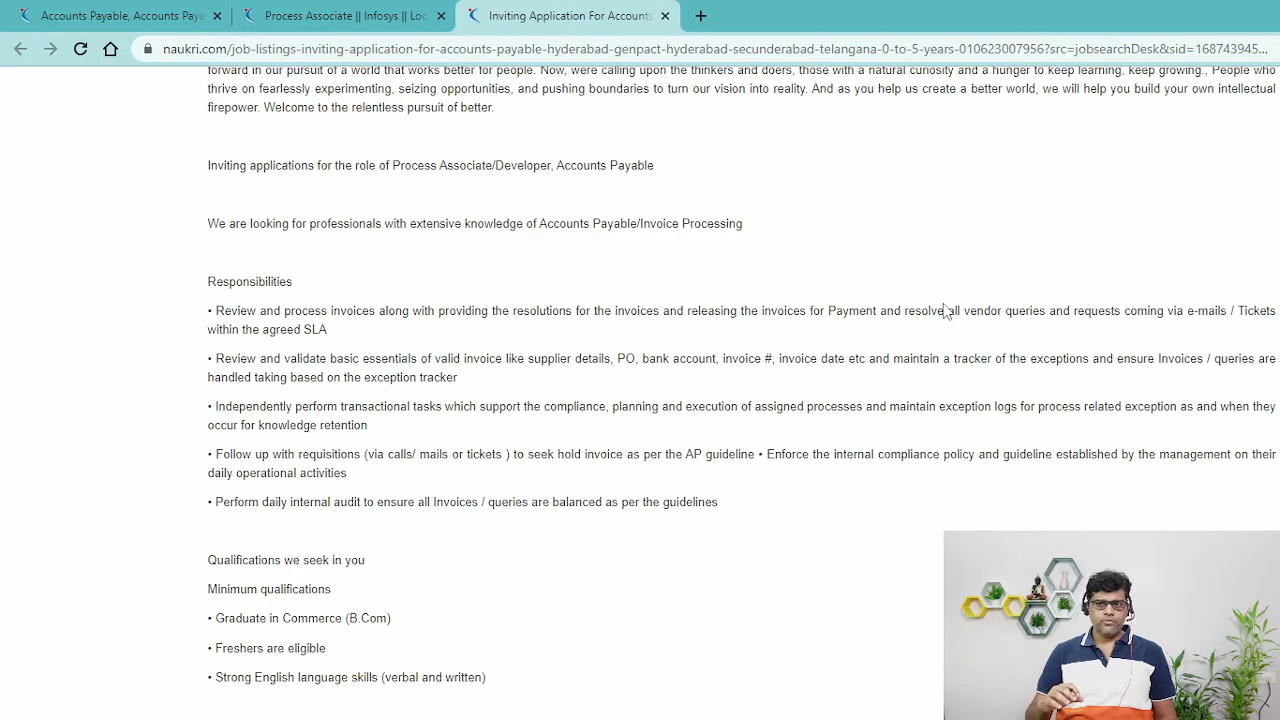 Accounts Payable, Accounts Paya
Process Associate || Infosys || Loc
Inviting Application For Accounts
naukri.com/job-listings-inviting-application-for-accounts-payable-hyderabad-genpact-hyderabad-secunderabad-telangana-0-to-5-years-010623007956?src=jobsearchDesk&sid=168743945...
forward in our pursuit of a world that works better for people. Now, were calling upon the thinkers and doers, those with a natural curiosity and a hunger to keep learning, keep growing., People who
thrive on fearlessly experimenting, seizing opportunities, and pushing boundaries to turn our vision into reality. And as you help us create a better world, we will help you build your own intellectual
firepower. Welcome to the relentless pursuit of better.
Inviting applications for the role of Process Associate/Developer, Accounts Payable
We are looking for professionals with extensive knowledge of Accounts Payable/Invoice Processing
Responsibilities
• Review and process invoices along with providing the resolutions for the invoices and releasing the invoices for Payment and resolve all vendor queries and requests coming via e-mails / Tickets
within the agreed SLA
• Review and validate basic essentials of valid invoice like supplier details, PO, bank account, invoice #, invoice date etc and maintain a tracker of the exceptions and ensure Invoices / queries are
handled taking based on the exception tracker
• Independently perform transactional tasks which support the compliance, planning and execution of assigned processes and maintain exception logs for process related exception as and when they
occur for knowledge retention
• Follow up with requisitions (via calls/ mails or tickets ) to seek hold invoice as per the AP guideline • Enforce the internal compliance policy and guideline established by the management on their
daily operational activities
• Perform daily internal audit to ensure all Invoices / queries are balanced as per the guidelines
Qualifications we seek in you
Minimum qualifications
• Graduate in Commerce (B.Com)
• Freshers are eligible
• Strong English language skills (verbal and written)